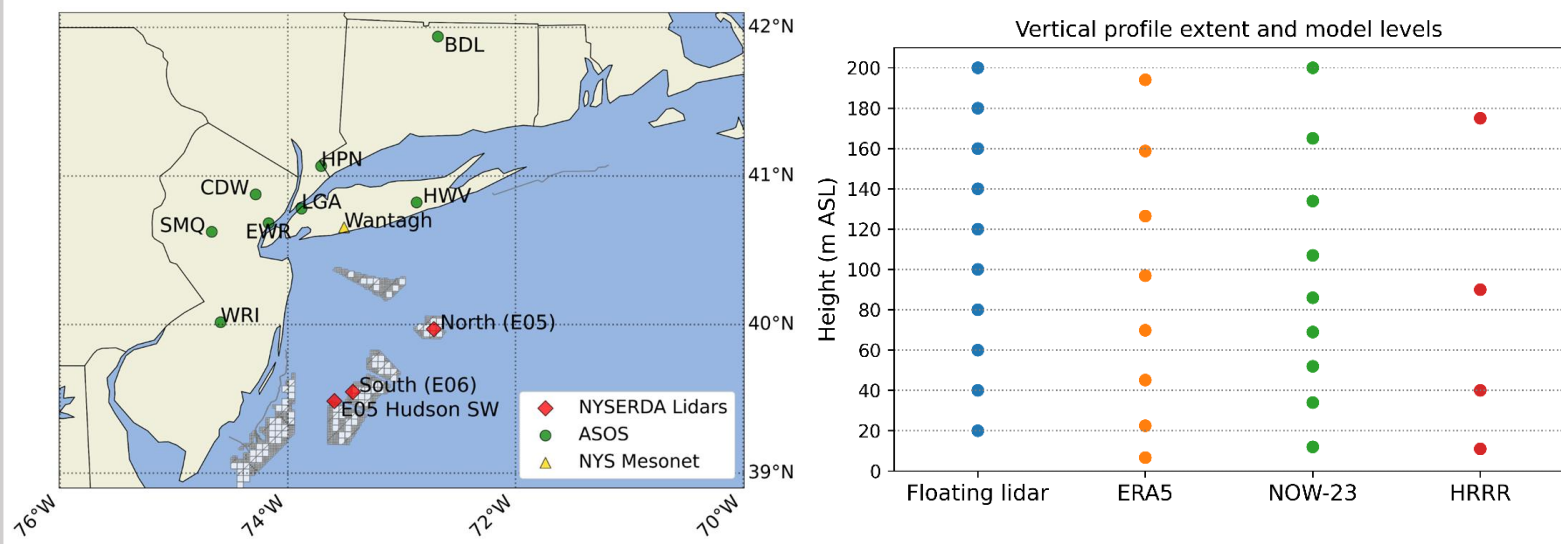 42°N
BDL
HPN
41°N
CDW
LGA
HWV
SMQ
EWR
Wantagh
WRI
North (E05)
40°N
South (E06)
E05 Hudson SW
NYSERDA Lidars
ASOS
NYS Mesonet
39°N
76°W
74°W
72°W
70°W
Vertical profile extent and model levels
Height (m ASL)
200
180
160
140
120
100
80
60
40
20
0
Floating lidar
ERA5
NOW-23
HRRR